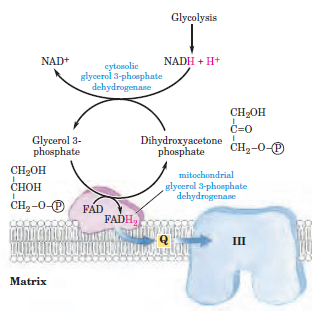 Glycolysis
NAD+
NADH + H+
cytosolic
glycerol 3-phosphate
dehydrogenase
CH₂OH
C=O
CH₂-O-P
Glycerol 3-
phosphate
Dihydroxyacetone
phosphate
CH₂OH
CHOH
CH₂-O-P
mitochondrial
glycerol 3-phosphate
dehydrogenase
FAD
FADH₂
Q
III
Matrix